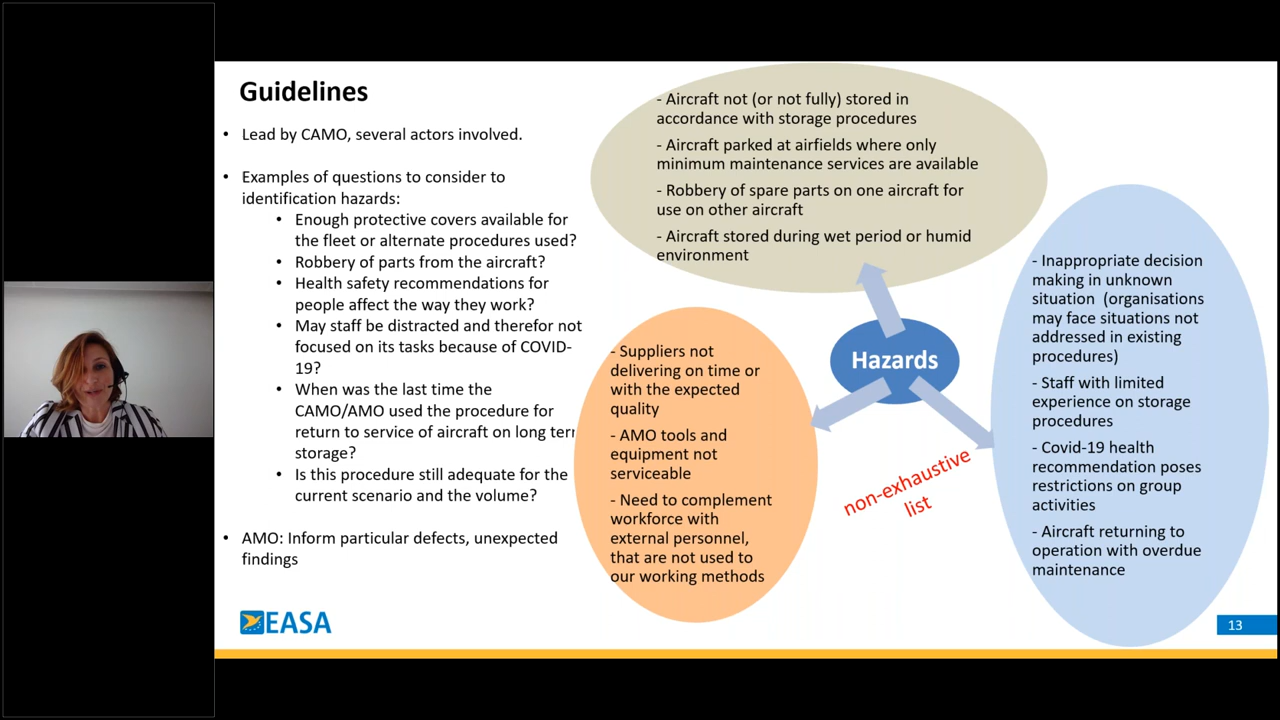 Guidelines
• Lead by CAMO, several actors involved.
• Examples of questions to consider to
identification hazards:
• Enough protective covers available for
the fleet or alternate procedures used?
• Robbery of parts from the aircraft?
• Health safety recommendations for
people affect the way they work?
• May staff be distracted and therefor not
focused on its tasks because of COVID-
19?
• When was the last time the
CAMO/AMO used the procedure for
return to service of aircraft on long term
storage?
• Is this procedure still adequate for the
current scenario and the volume?
• AMO: Inform particular defects, unexpected
findings
- Aircraft not (or not fully) stored in
accordance with storage procedures
- Aircraft parked at airfields where only
minimum maintenance services are available
- Robbery of spare parts on one aircraft for
use on other aircraft
- Aircraft stored during wet period or humid
environment
Hazards
- Suppliers not
delivering on time or
with the expected
quality
- AMO tools and
equipment not
serviceable
- Need to complement
workforce with
external personnel,
that are not used to
our working methods
non-exhaustive
list
- Inappropriate decision
making in unknown
situation (organisations
may face situations not
addressed in existing
procedures)
- Staff with limited
experience on storage
procedures
- Covid-19 health
recommendation poses
restrictions on group
activities
- Aircraft returning to
operation with overdue
maintenance
EASA
13